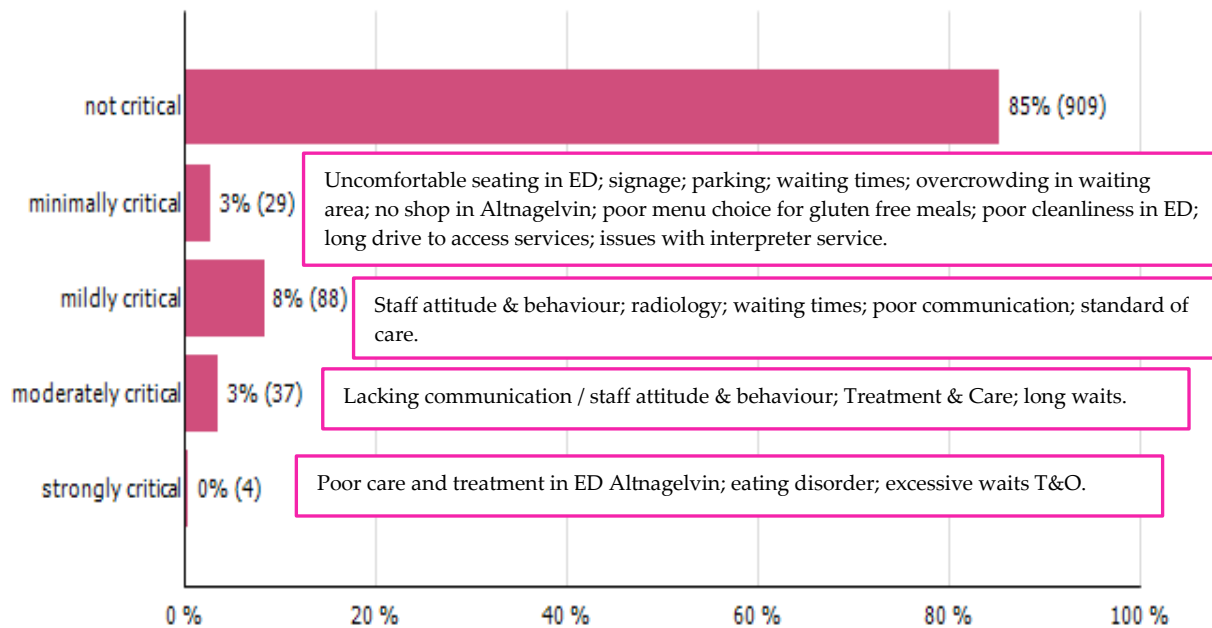 not critical
85% (909)
minimally critical
3% (29)
Uncomfortable seating in ED; signage; parking; waiting times; overcrowding in waiting
area; no shop in Altnagelvin; poor menu choice for gluten free meals; poor cleanliness in ED;
long drive to access services; issues with interpreter service.
mildly critical
8% (88)
Staff attitude & behaviour; radiology; waiting times; poor communication; standard of
care.
moderately critical
3% (37)
Lacking communication / staff attitude & behaviour; Treatment & Care; long waits.
strongly critical
0% (4)
Poor care and treatment in ED Altnagelvin; eating disorder; excessive waits T&O.
0 %
20 %
40 %
60 %
80 %
100 %